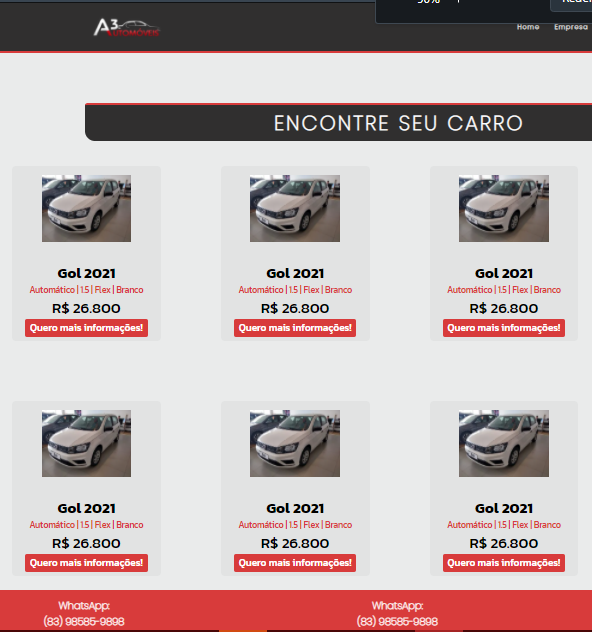 A3
AUTOMÓVEIS
Home Empresa
ENCONTRE SEU CARRO
Gol 2021
Automático | 1.5 | Flex | Branco
R$ 26.800
Quero mais informações!
Gol 2021
Automático | 1.5 | Flex | Branco
R$ 26.800
Quero mais informações!
Gol 2021
Automático | 1.5 | Flex | Branco
R$ 26.800
Quero mais informações!
Gol 2021
Automático | 1.5 | Flex | Branco
R$ 26.800
Quero mais informações!
Gol 2021
Automático | 1.5 | Flex | Branco
R$ 26.800
Quero mais informações!
Gol 2021
Automático | 1.5 | Flex | Branco
R$ 26.800
Quero mais informações!
WhatsApp:
(83) 98585-9898
WhatsApp:
(83) 98585-9898